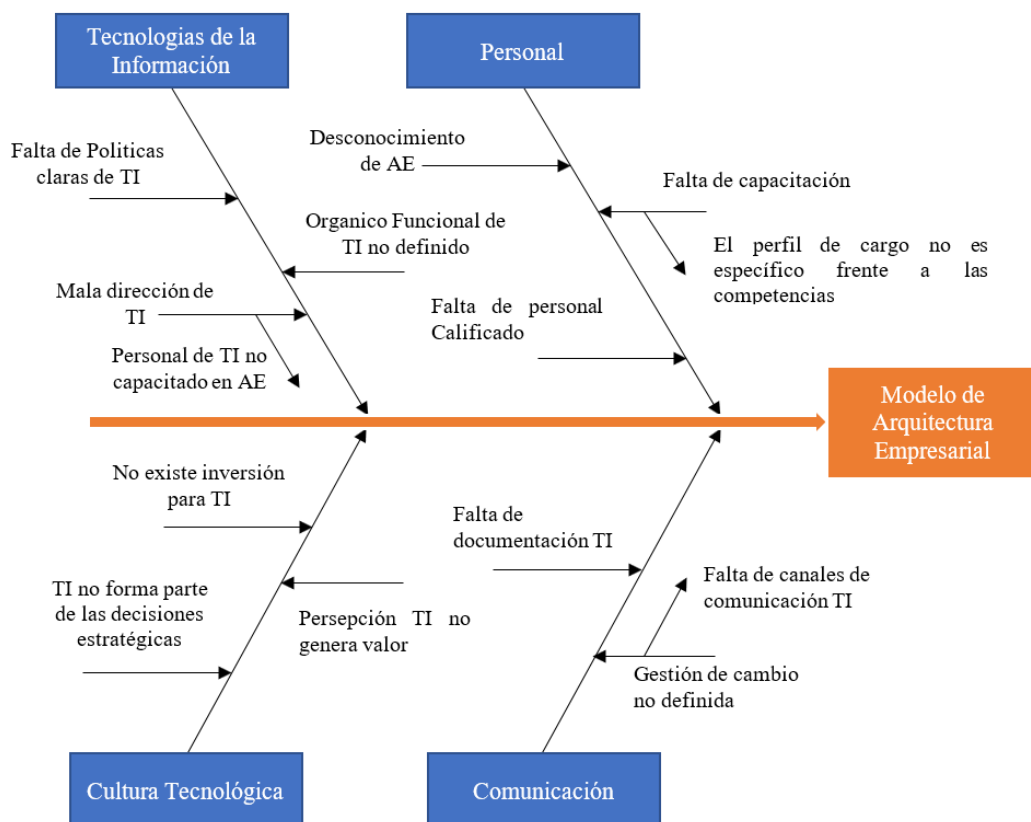 Tecnologias de la
Información
Personal
Falta de Politicas
claras de TI
Organico Funcional de
TI no definido
Mala dirección de
TI
Personal de TI no
capacitado en AE
Desconocimiento
de AE
Falta de capacitación
El perfil de cargo no es
específico frente a las
competencias
Falta de personal
Calificado
Modelo de
Arquitectura
Empresarial
No existe inversión
para TI
TI no forma parte
de las decisiones
estratégicas
Persepción TI no
genera valor
Falta de
documentación TI
Falta de canales de
comunicación TI
Gestión de cambio
no definida
Cultura Tecnológica
Comunicación